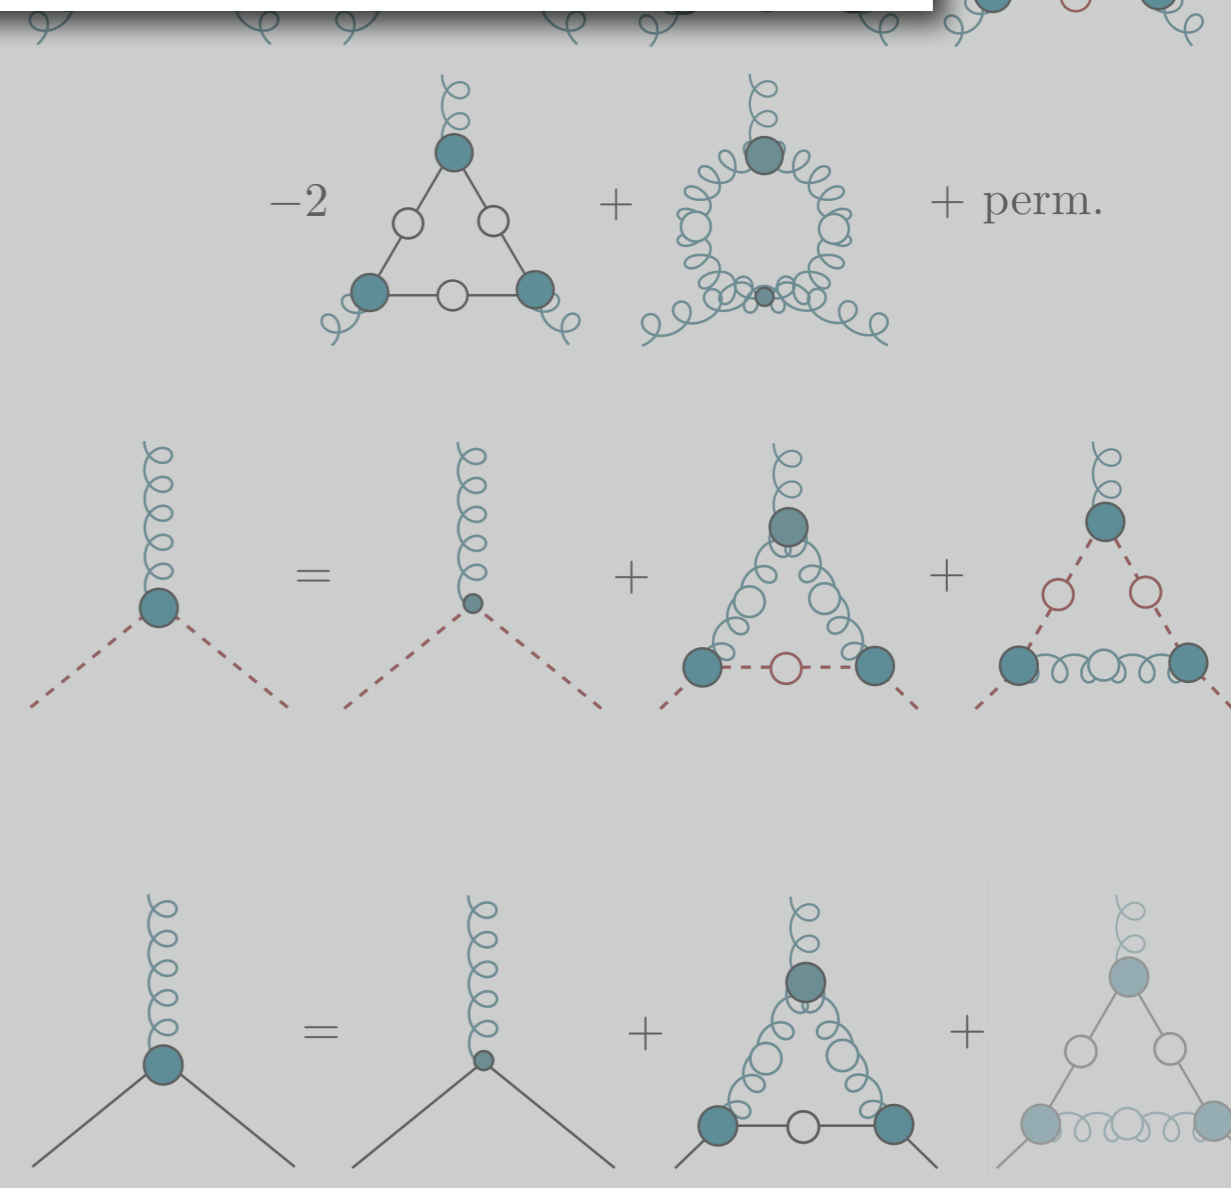 −2 + + perm.
= + +
= + +